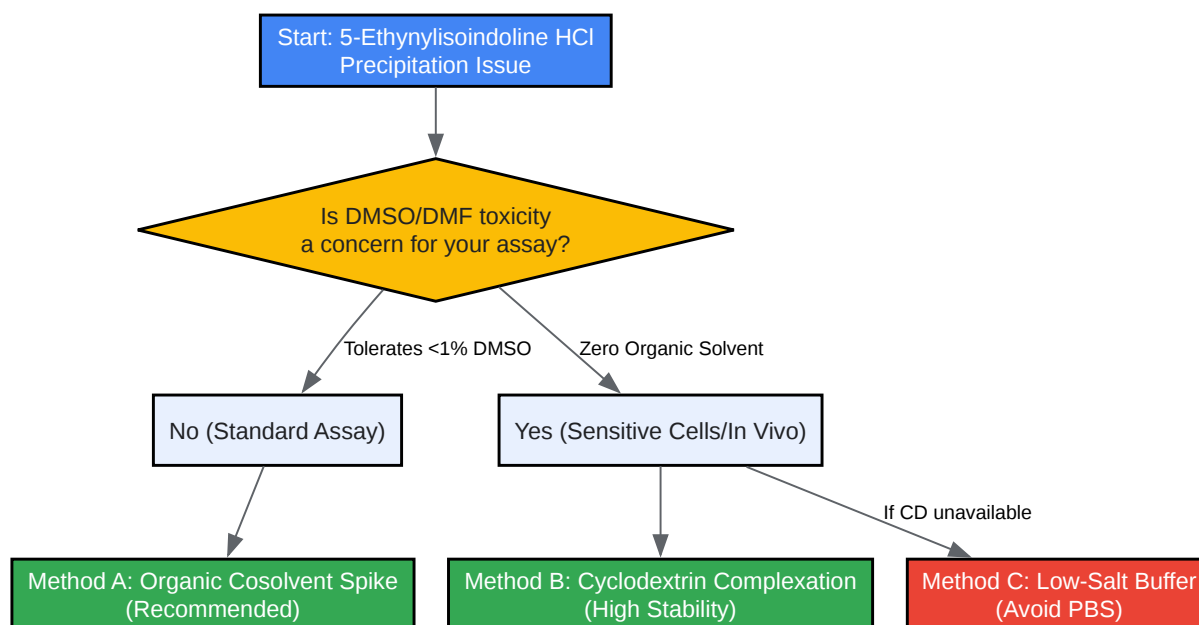 Start: 5-Ethynylisoindoline HCl
Precipitation Issue
Is DMSO/DMF toxicity
a concern for your assay?
Tolerates <1% DMSO
Zero Organic Solvent
No (Standard Assay)
Yes (Sensitive Cells/In Vivo)
If CD unavailable
Method A: Organic Cosolvent Spike
(Recommended)
Method B: Cyclodextrin Complexation
(High Stability)
Method C: Low-Salt Buffer
(Avoid PBS)